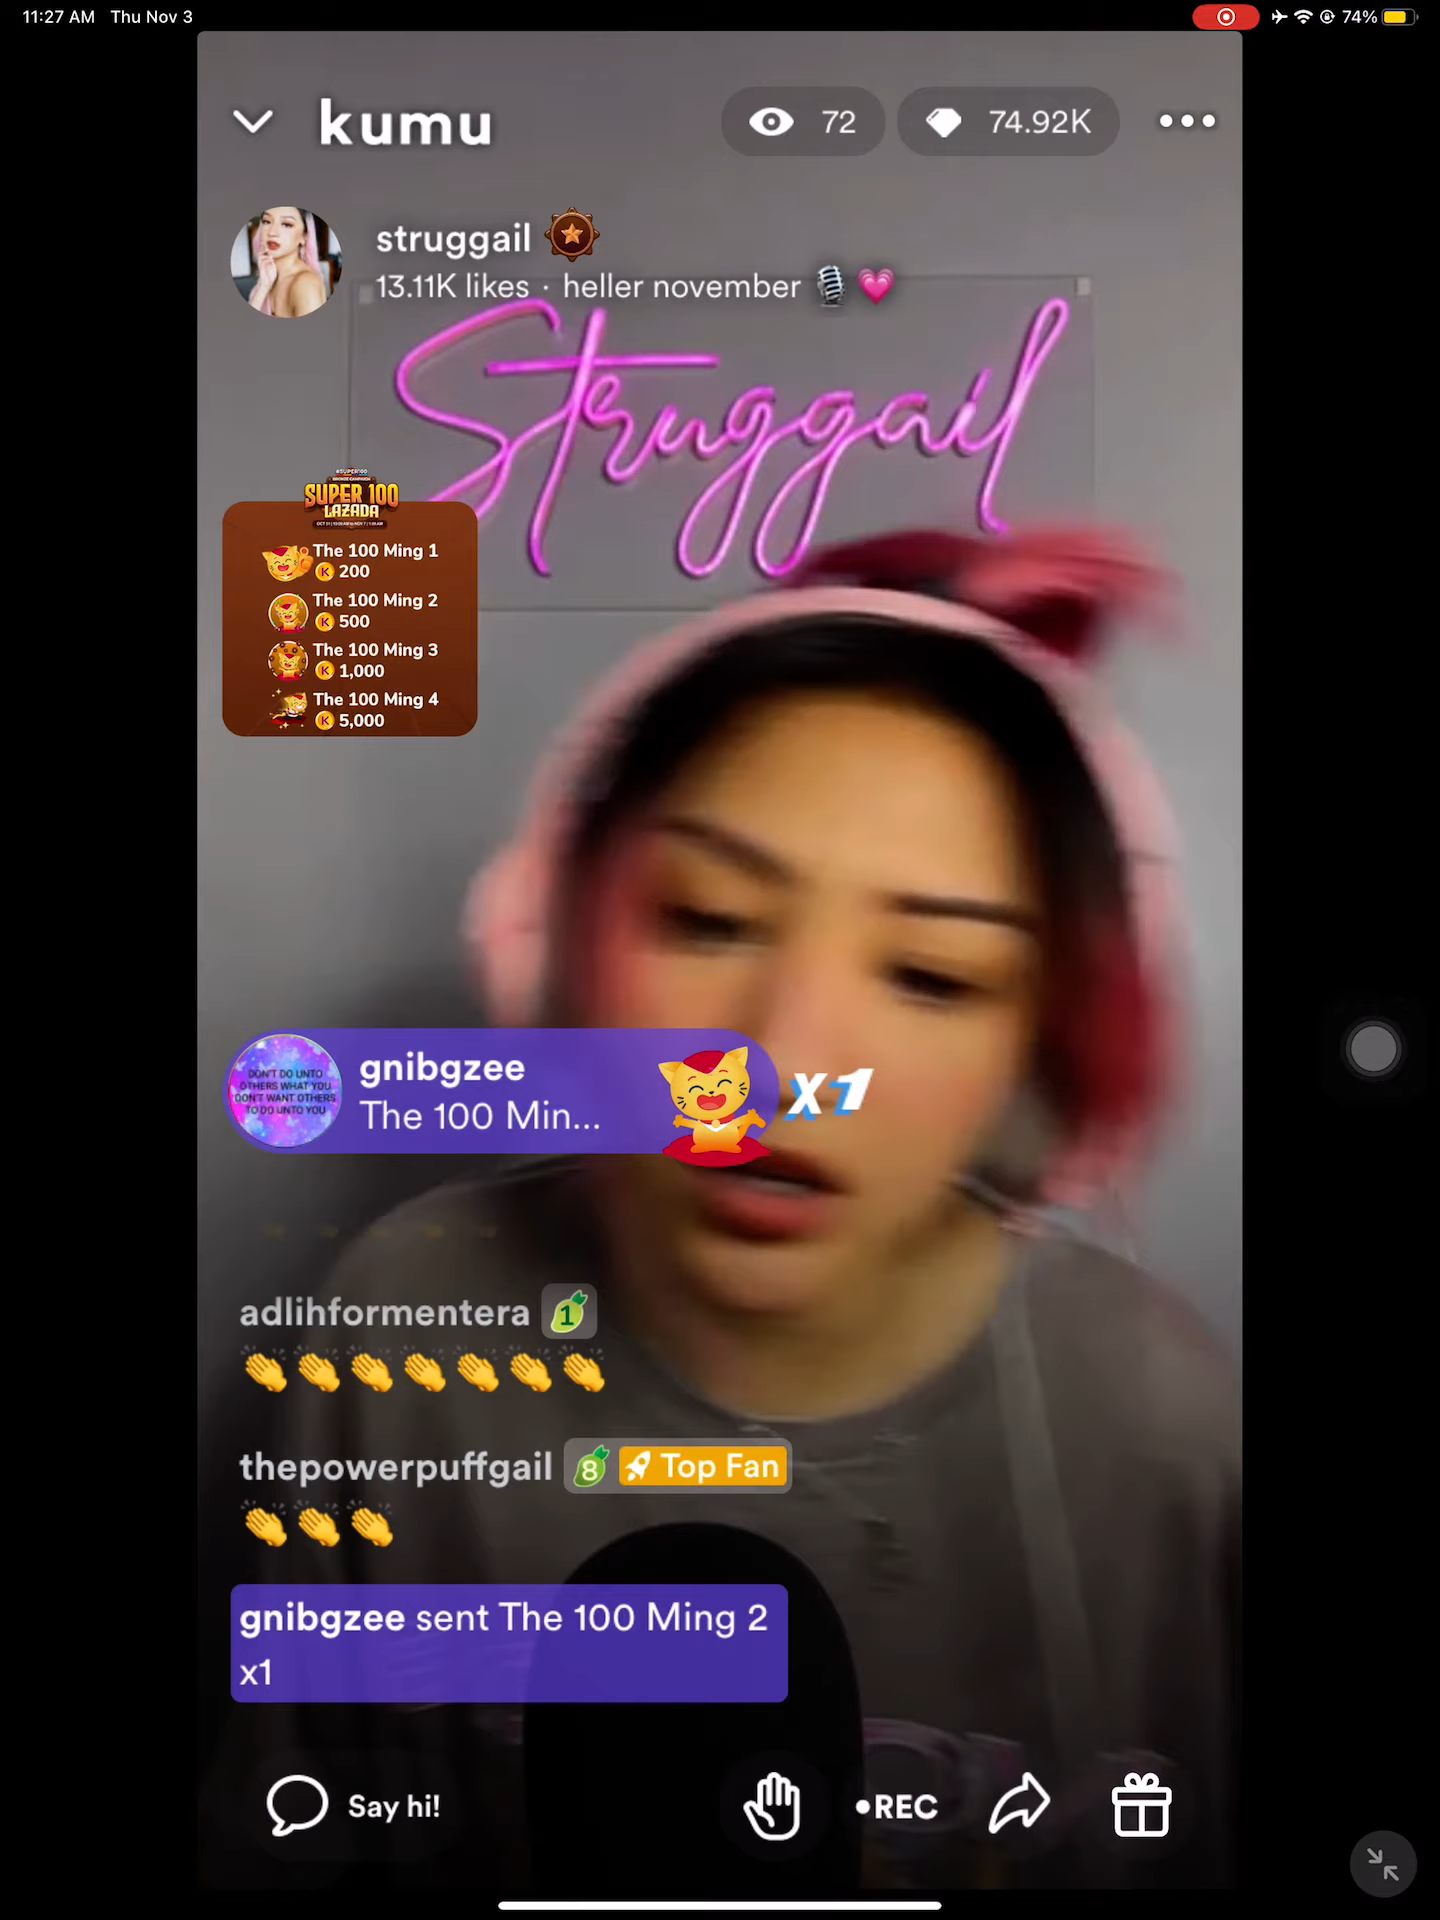 11:27 AM Thu Nov 3
74%
kumu
72
74.92K
struggail
13.11K likes · heller november 🎙️💗
Struggail
#SUPER100
BRONZE CAMPAIGN
SUPER 100
LAZADA
The 100 Ming 1
K 200
The 100 Ming 2
K 500
The 100 Ming 3
K 1,000
The 100 Ming 4
K 5,000
DON'T DO UNTO
OTHERS WHAT YOU
DON'T WANT OTHERS
TO DO UNTO YOU
gnibgzee
The 100 Min...
X1
adlihformentera 1
👏👏👏👏👏👏👏
thepowerpuffgail 8 Top Fan
👏👏👏
gnibgzee sent The 100 Ming 2
x1
Say hi!
•REC